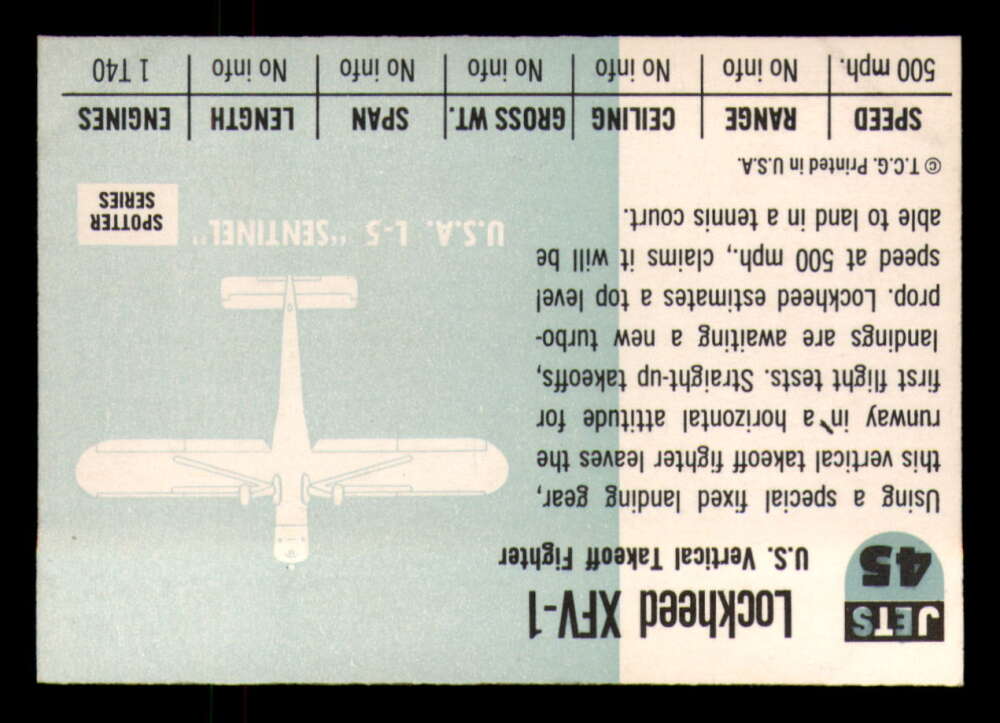 JETS
45
Lockheed XFV-1
U.S. Vertical Takeoff Fighter
Using a special fixed landing gear,
this vertical takeoff fighter leaves the
runway in a horizontal attitude for
first flight tests. Straight-up takeoffs,
landings are awaiting a new turbo-
prop. Lockheed estimates a top level
speed at 500 mph., claims it will be
able to land in a tennis court.
© T.C.G. Printed in U.S.A.
U.S.A. L-5 "SENTINEL"
SPOTTER
SERIES
SPEED RANGE CEILING GROSS WT. SPAN LENGTH ENGINES
500 mph. No info No info No info No info No info 1 T40